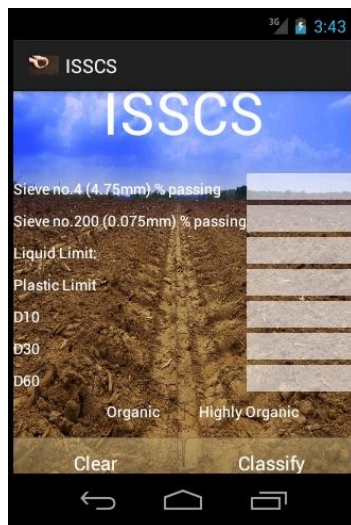 3G 3:43
ISSCS
ISSCS
Sieve no.4 (4.75mm) % passing
Sieve no.200 (0.075mm) % passing
Liquid Limit:
Plastic Limit
D10
D30
D60
Organic Highly Organic
Clear Classify